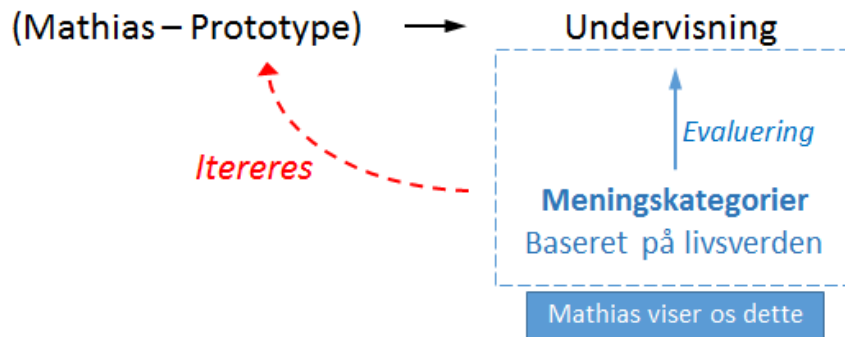 (Mathias – Prototype)
Undervisning
Evaluering
Itereres
Meningskategorier
Baseret på livsverden
Mathias viser os dette